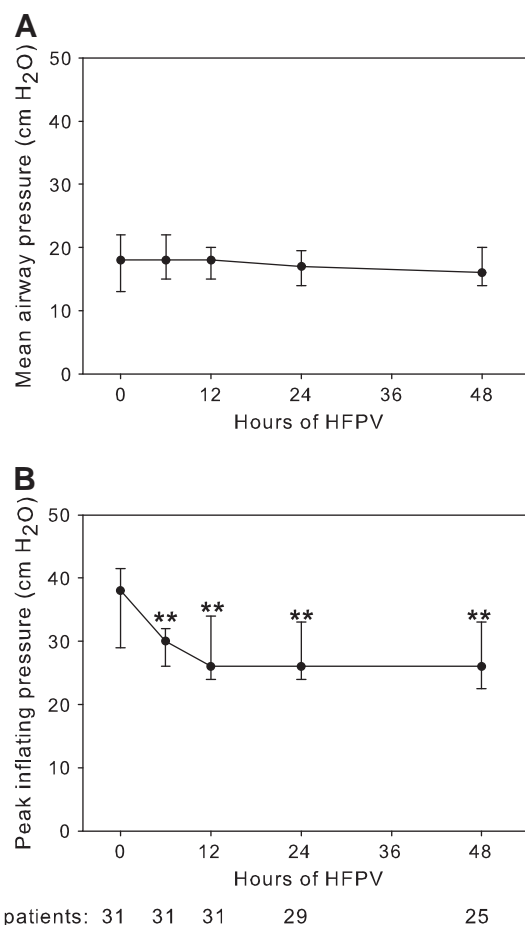 A
Mean airway pressure (cm H₂O)
50
40
30
20
10
0
0 12 24 36 48
Hours of HFPV
B
Peak inflating pressure (cm H₂O)
50
40
30
20
10
0
** ** ** **
0 12 24 36 48
Hours of HFPV
patients: 31 31 31 29 25